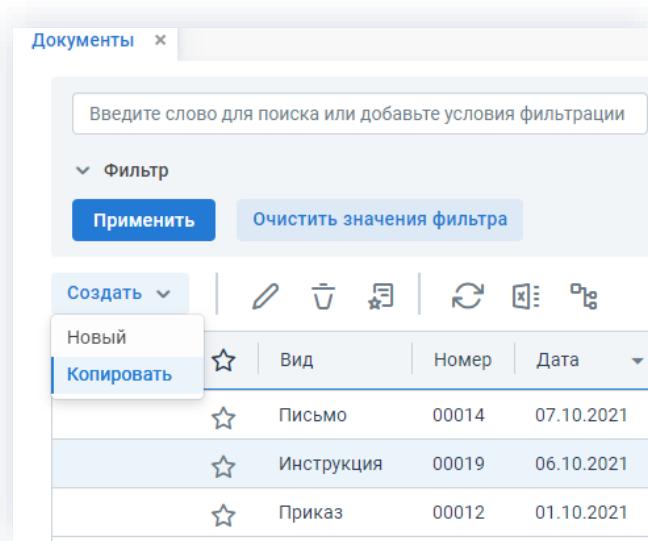 Документы ×
Введите слово для поиска или добавьте условия фильтрации
Фильтр
Применить Очистить значения фильтра
Создать
Новый
Копировать
Вид Номер Дата
Письмо 00014 07.10.2021
Инструкция 00019 06.10.2021
Приказ 00012 01.10.2021